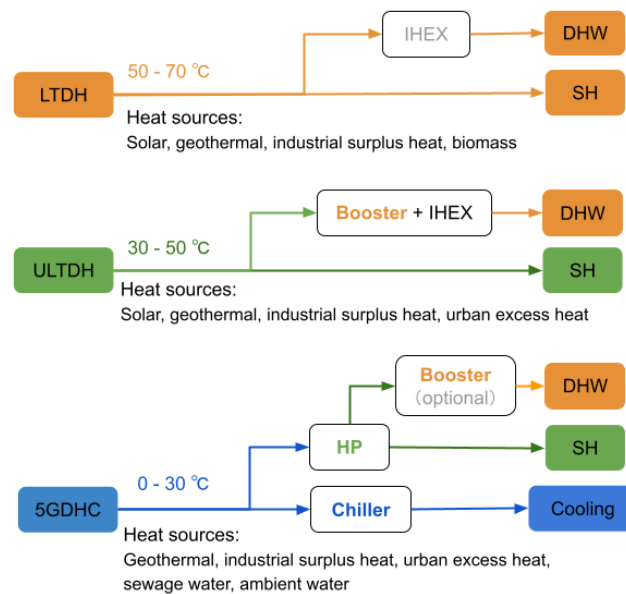 IHEX
DHW
50 - 70 ℃
LTDH
SH
Heat sources:
Solar, geothermal, industrial surplus heat, biomass
Booster + IHEX
DHW
30 - 50 ℃
ULTDH
SH
Heat sources:
Solar, geothermal, industrial surplus heat, urban excess heat
Booster
（optional）
DHW
HP
SH
0 - 30 ℃
5GDHC
Chiller
Cooling
Heat sources:
Geothermal, industrial surplus heat, urban excess heat,
sewage water, ambient water